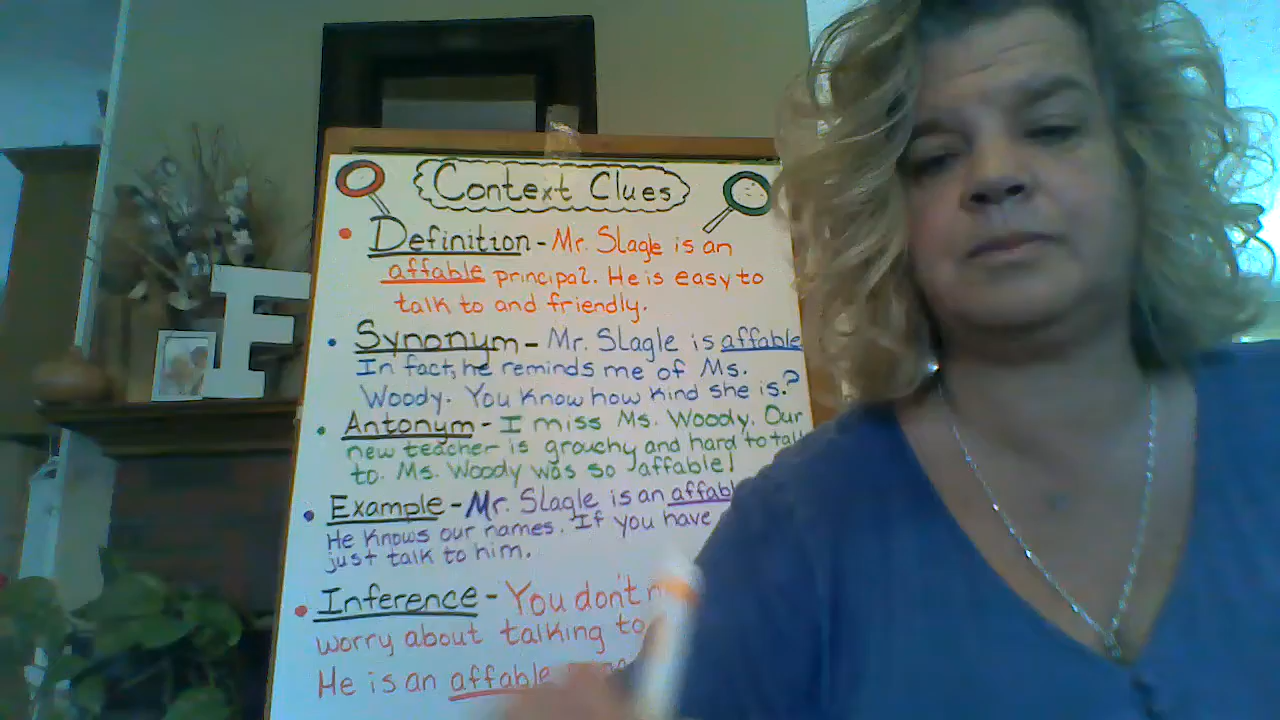 Context Clues
Definition - Mr. Slagle is an
affable principal. He is easy to
talk to and friendly.
Synonym - Mr. Slagle is affable
In fact, he reminds me of Ms.
Woody. You know how kind she is?
Antonym - I miss Ms. Woody. Our
new teacher is grouchy and hard to tal
to. Ms. Woody was so affable!
Example - Mr. Slagle is an affabl
He knows our names. If you have
just talk to him.
Inference - You don't
worry about talking to
He is an affable
F